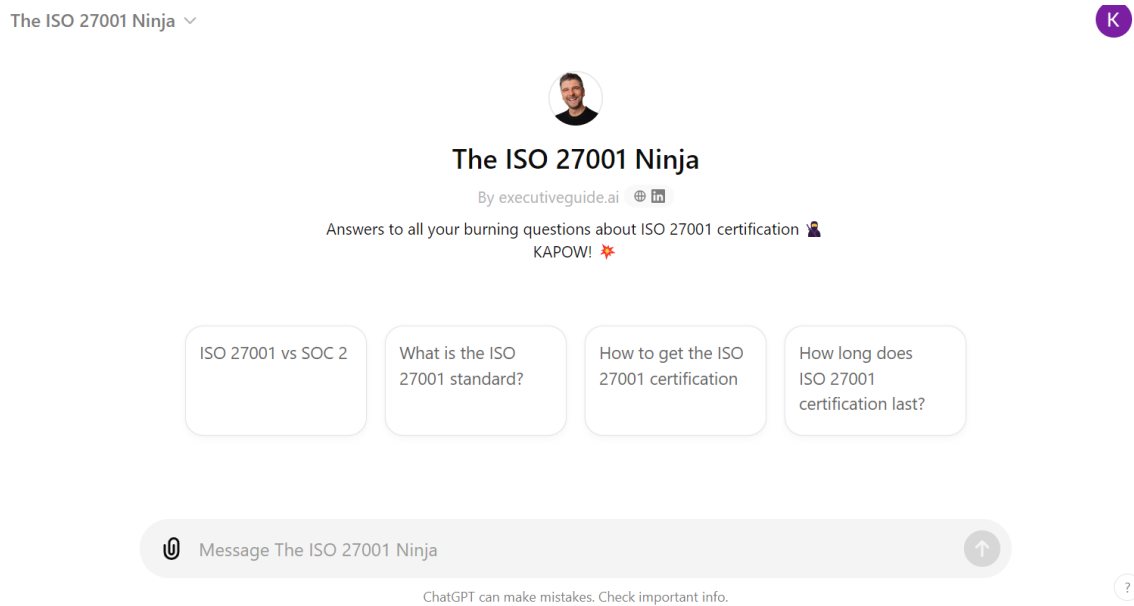 The ISO 27001 Ninja
K
The ISO 27001 Ninja
By executiveguide.ai in
Answers to all your burning questions about ISO 27001 certification 🥷
KAPOW! 💥
ISO 27001 vs SOC 2
What is the ISO
27001 standard?
How to get the ISO
27001 certification
How long does
ISO 27001
certification last?
Message The ISO 27001 Ninja
ChatGPT can make mistakes. Check important info.
?